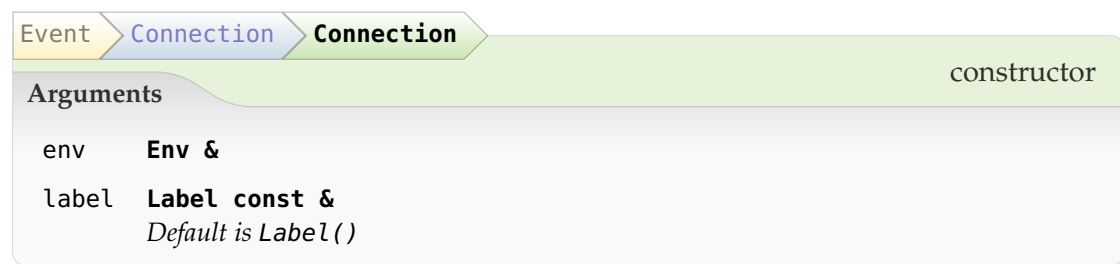 Event Connection Connection
constructor
Arguments
env Env &
label Label const &
Default is Label()